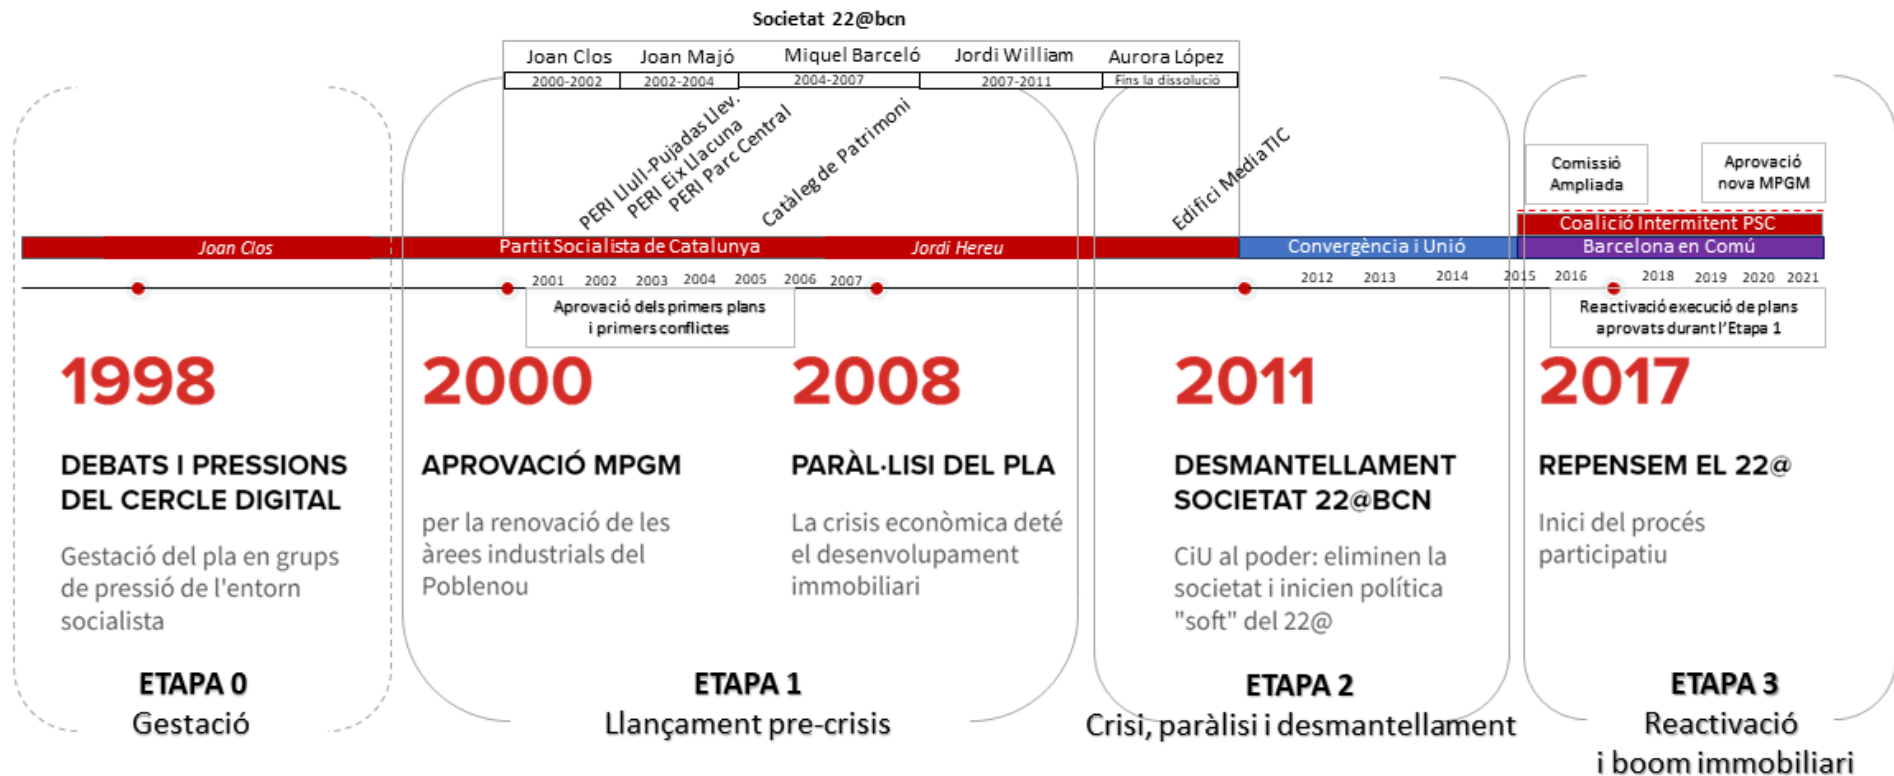 Societat 22@bcn
Joan Clos
Joan Majó
Miquel Barceló
Jordi William
Aurora López
2000-2002
2002-2004
2004-2007
2007-2011
Fins la dissolució
PERI Llull-Pujadas Llev.
PERI Eix Llacuna
PERI Parc Central
Catàleg de Patrimoni
Edifici MediaTIC
Comissió
Ampliada
Aprovació
nova MPGM
Coalició Intermitent PSC
Joan Clos
Partit Socialista de Catalunya
Jordi Hereu
Convergència i Unió
Barcelona en Comú
2001
2002
2003
2004
2005
2006
2007
2012
2013
2014
2015
2016
2018
2019
2020
2021
Aprovació dels primers plans
i primers conflictes
Reactivació execució de plans
aprovats durant l'Etapa 1
1998
DEBATS I PRESSIONS
DEL CERCLE DIGITAL
Gestació del pla en grups
de pressió de l'entorn
socialista
ETAPA 0
Gestació
2000
APROVACIÓ MPGM
per la renovació de les
àrees industrials del
Poblenou
2008
PARÀL·LISI DEL PLA
La crisis econòmica deté
el desenvolupament
immobiliari
ETAPA 1
Llançament pre-crisis
2011
DESMANTELLAMENT
SOCIETAT 22@BCN
CiU al poder: eliminen la
societat i inicien política
"soft" del 22@
ETAPA 2
Crisi, paràlisi i desmantellament
2017
REPENSEM EL 22@
Inici del procés
participatiu
ETAPA 3
Reactivació
i boom immobiliari